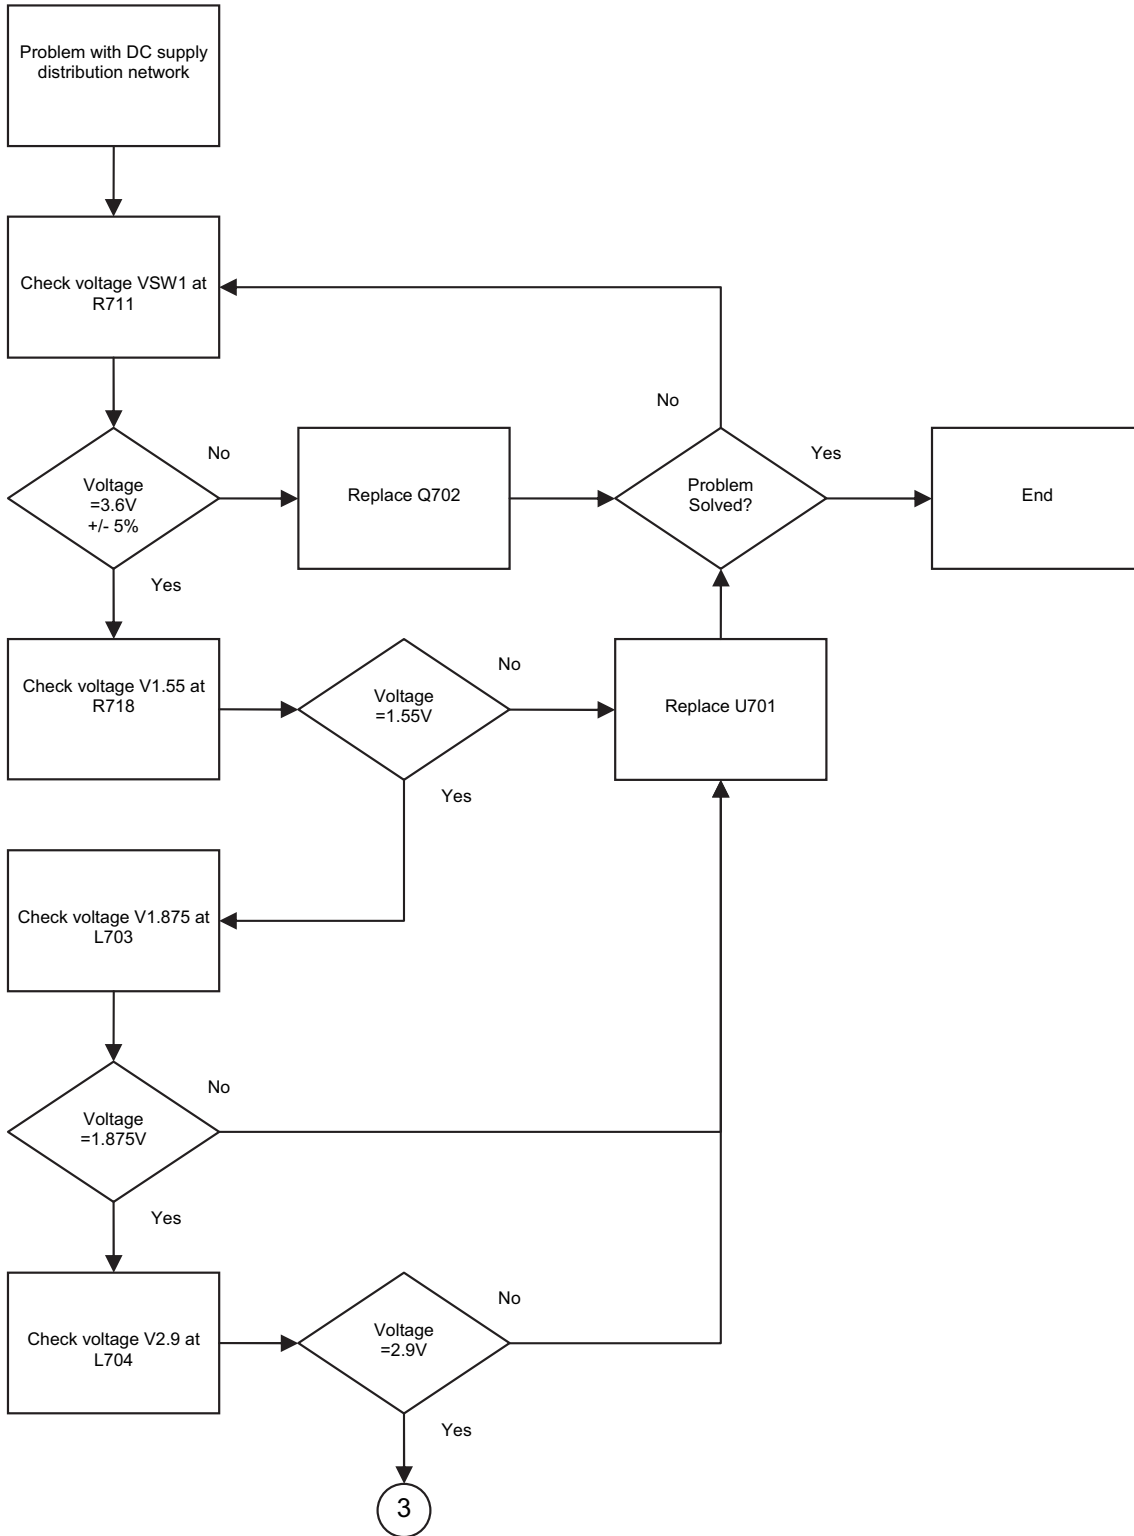 Problem with DC supply
distribution network
Check voltage VSW1 at
R711
No
Voltage
=3.6V
+/- 5%
No
Replace Q702
Problem
Solved?
Yes
End
Yes
Check voltage V1.55 at
R718
Voltage
=1.55V
No
Replace U701
Yes
Check voltage V1.875 at
L703
Voltage
=1.875V
No
Yes
Check voltage V2.9 at
L704
Voltage
=2.9V
No
Yes
3